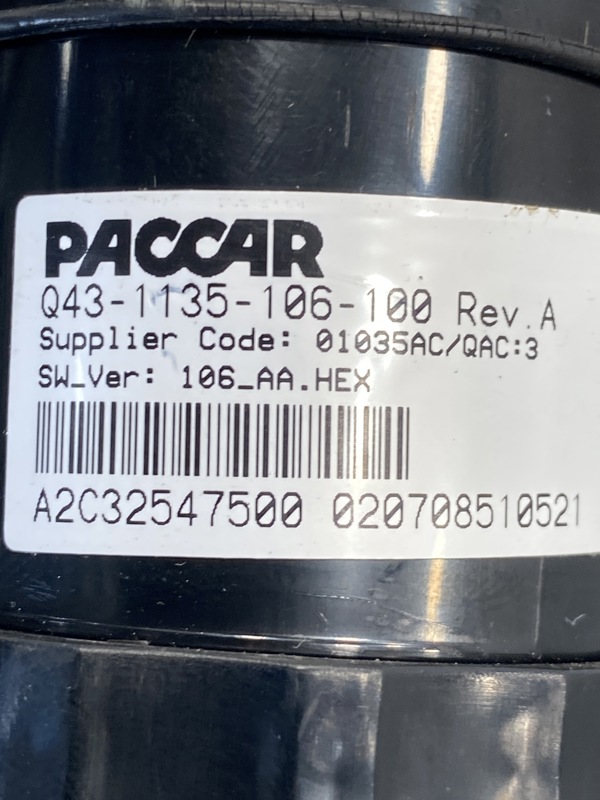 PACCAR
Q43-1135-106-100 Rev.A
Supplier Code: 01035AC/QAC:3
SW_Ver: 106_AA.HEX
A2C32547500 020708510521